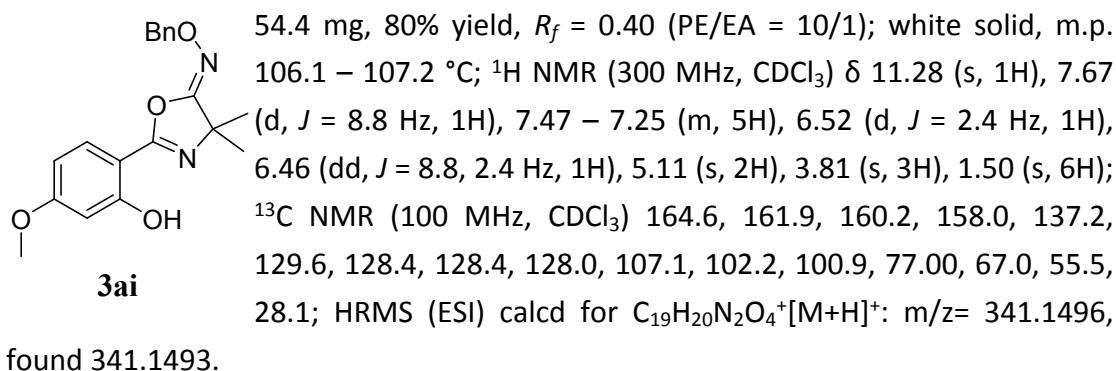 BnO
N
O
N
O
OH
3ai
54.4 mg, 80% yield, Rf = 0.40 (PE/EA = 10/1); white solid, m.p.
106.1 – 107.2 °C; ¹H NMR (300 MHz, CDCl₃) δ 11.28 (s, 1H), 7.67
(d, J = 8.8 Hz, 1H), 7.47 – 7.25 (m, 5H), 6.52 (d, J = 2.4 Hz, 1H),
6.46 (dd, J = 8.8, 2.4 Hz, 1H), 5.11 (s, 2H), 3.81 (s, 3H), 1.50 (s, 6H);
¹³C NMR (100 MHz, CDCl₃) 164.6, 161.9, 160.2, 158.0, 137.2,
129.6, 128.4, 128.4, 128.0, 107.1, 102.2, 100.9, 77.00, 67.0, 55.5,
28.1; HRMS (ESI) calcd for C₁₉H₂₀N₂O₄⁺[M+H]⁺: m/z= 341.1496,
found 341.1493.